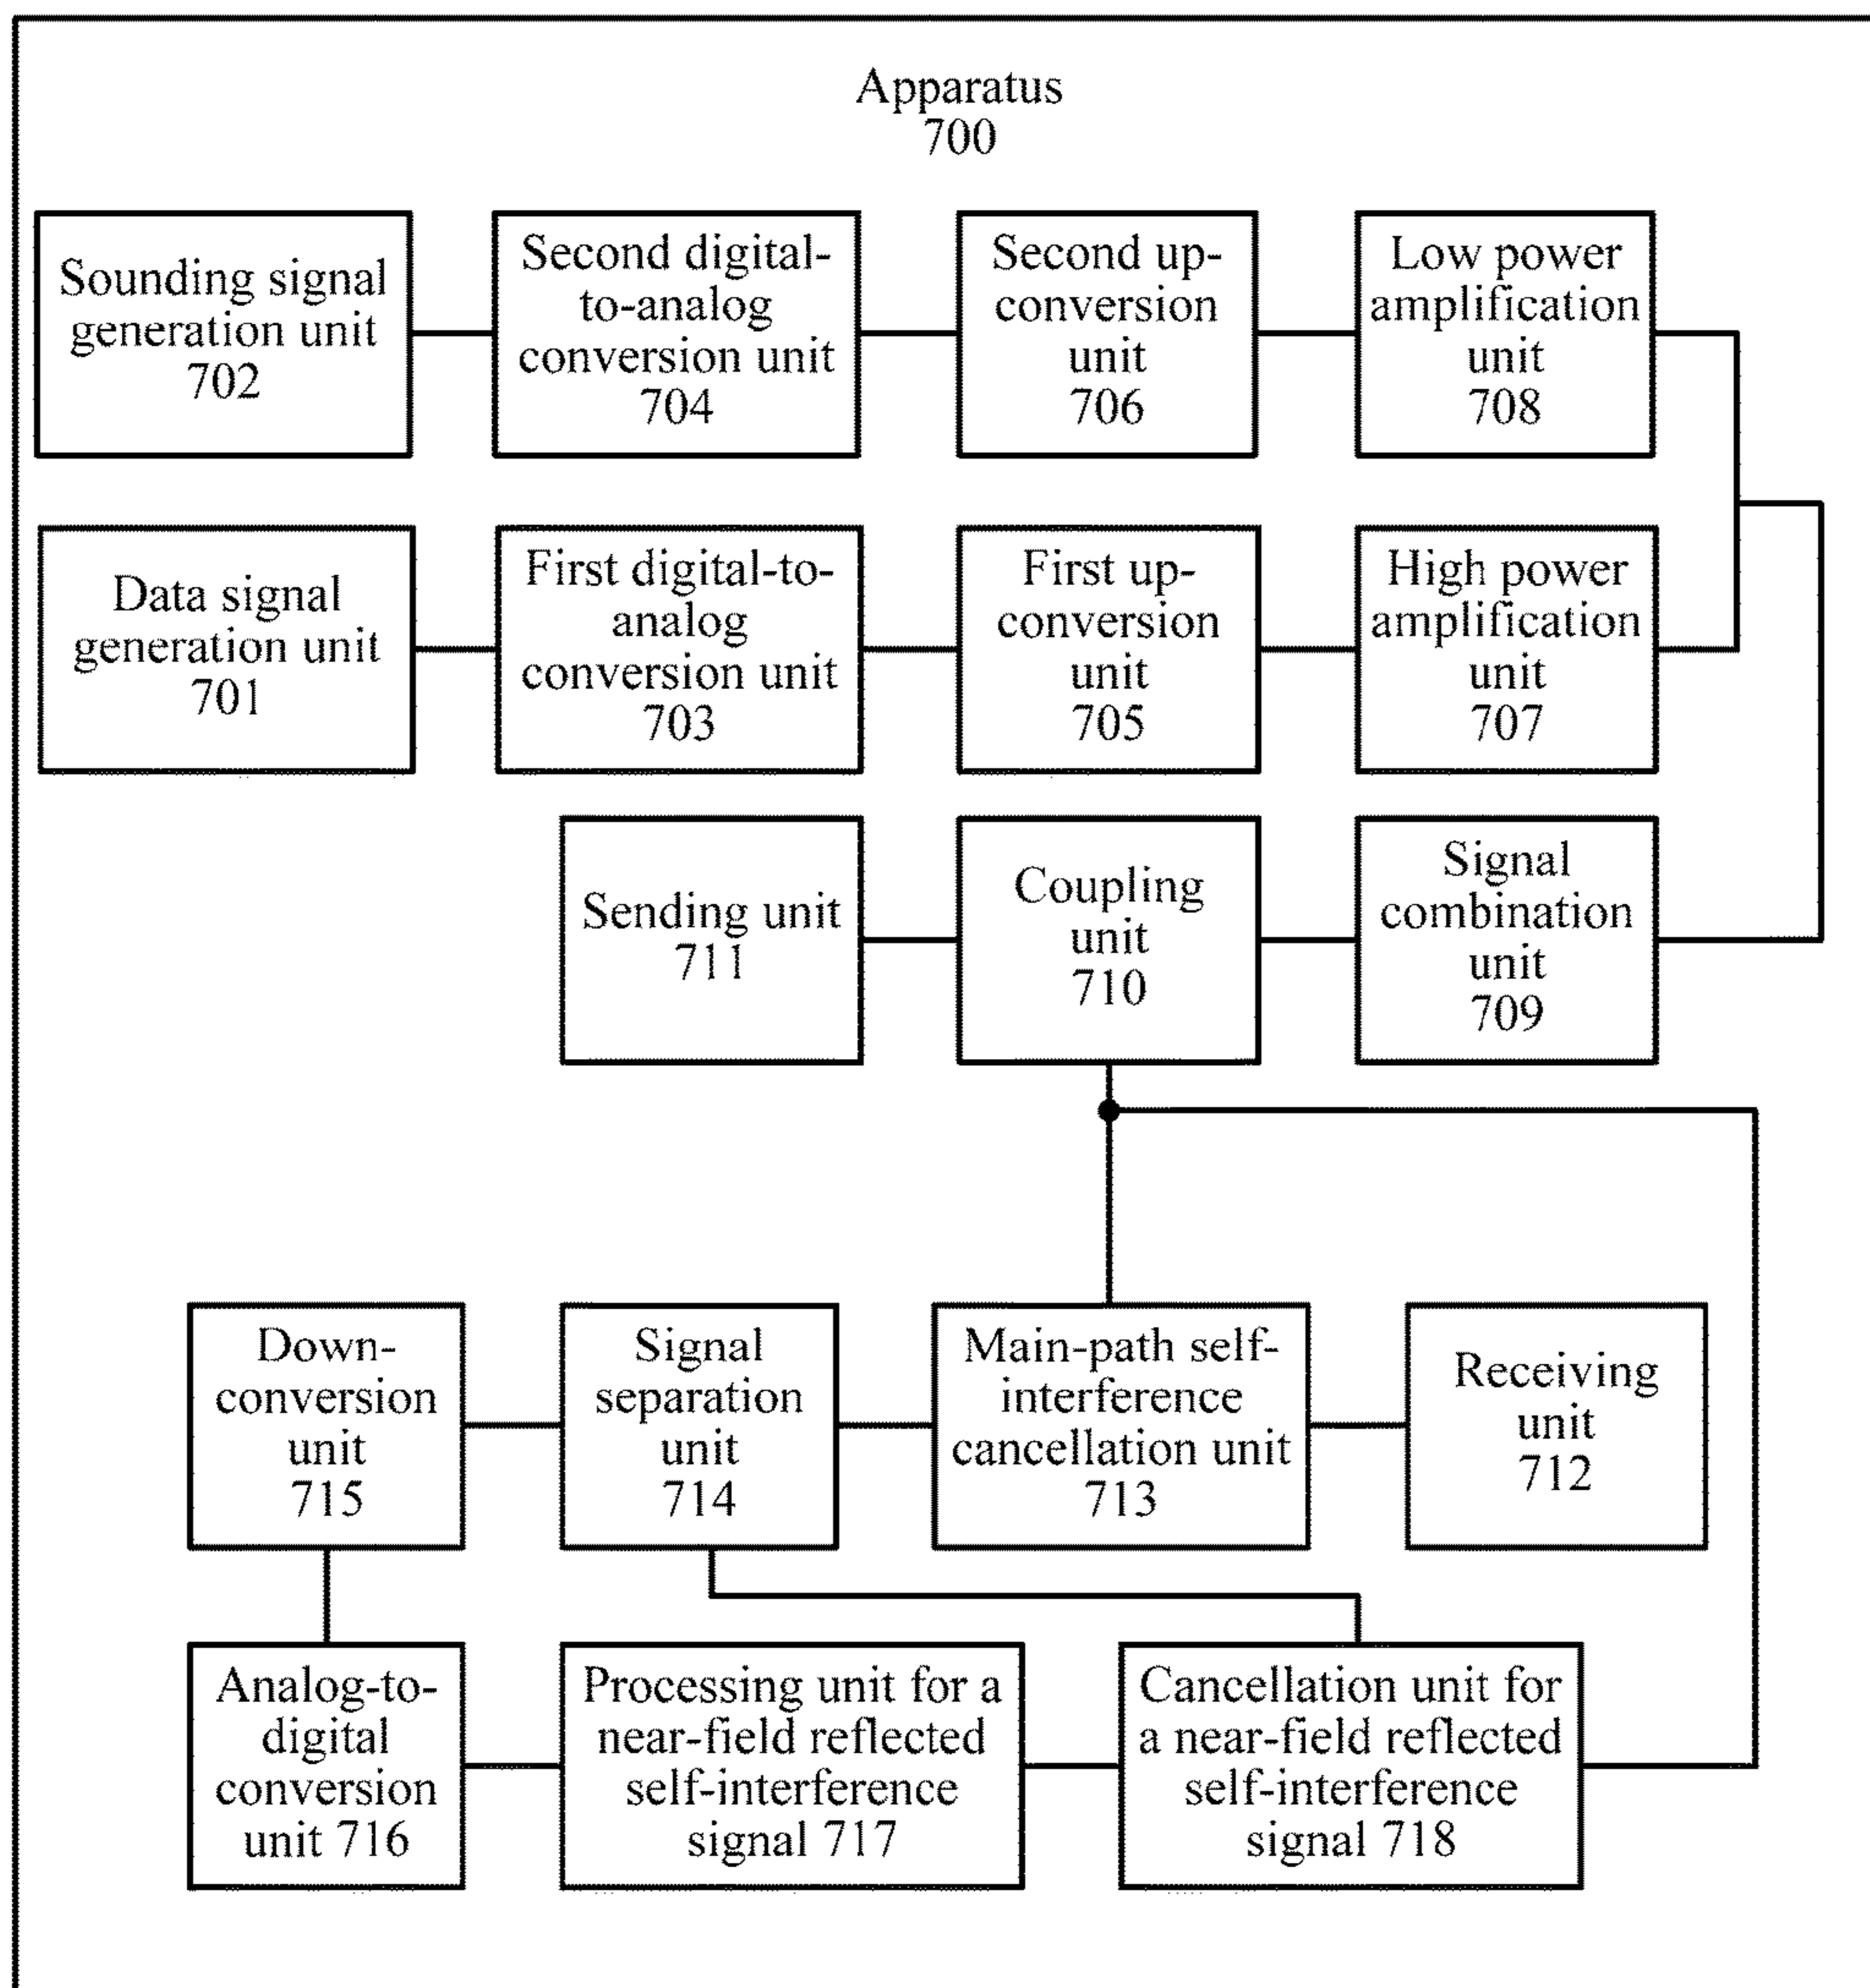 Apparatus
700
Sounding signal
generation unit
702
Second digital-
to-analog
conversion unit
704
Second up-
conversion
unit
706
Low power
amplification
unit
708
Data signal
generation unit
701
First digital-to-
analog
conversion unit
703
First up-
conversion
unit
705
High power
amplification
unit
707
Sending unit
711
Coupling
unit
710
Signal
combination
unit
709
Down-
conversion
unit
715
Signal
separation
unit
714
Main-path self-
interference
cancellation unit
713
Receiving
unit
712
Analog-to-
digital
conversion
unit 716
Processing unit for a
near-field reflected
self-interference
signal 717
Cancellation unit for
a near-field reflected
self-interference
signal 718